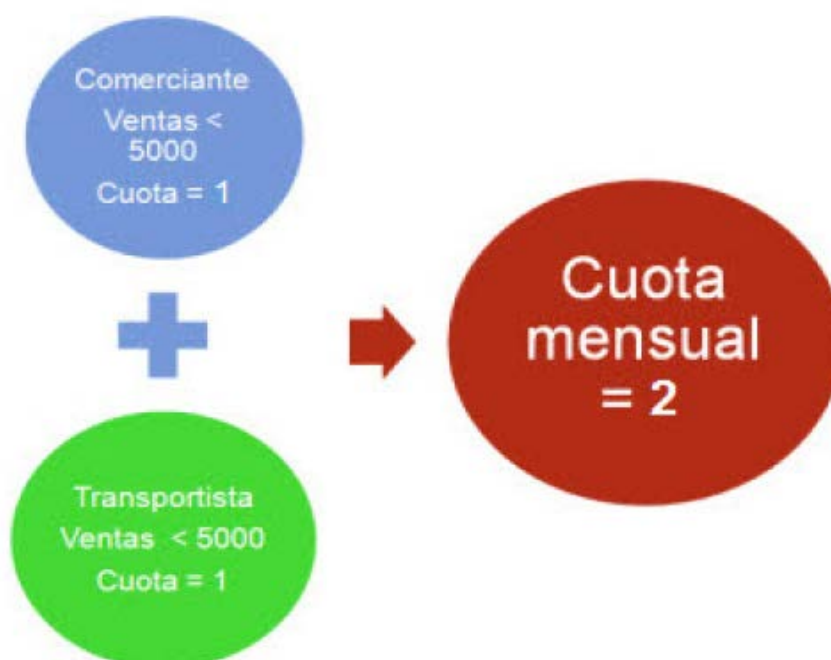 Comerciante
Ventas <
5000
Cuota = 1
Transportista
Ventas < 5000
Cuota = 1
Cuota
mensual
= 2